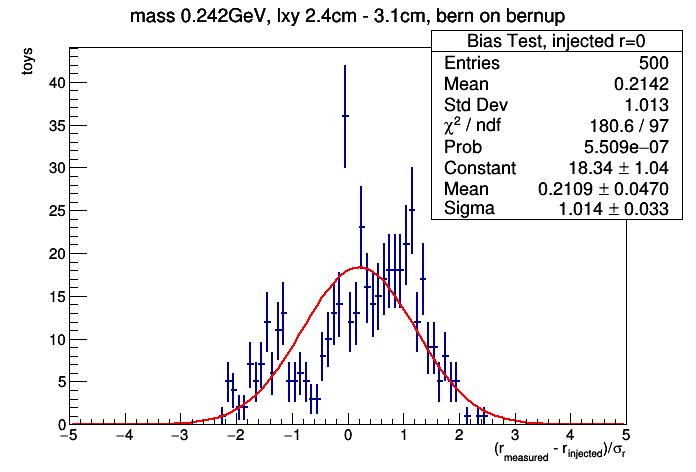 mass 0.242GeV, lxy 2.4cm - 3.1cm, bern on bernup
toys
Bias Test, injected r=0
Entries 500
Mean 0.2142
Std Dev 1.013
χ² / ndf 180.6 / 97
Prob 5.509e−07
Constant 18.34 ± 1.04
Mean 0.2109 ± 0.0470
Sigma 1.014 ± 0.033
40
35
30
25
20
15
10
5
0
−5 −4 −3 −2 −1 0 1 2 3 4 5
(r_measured - r_injected)/σ_r